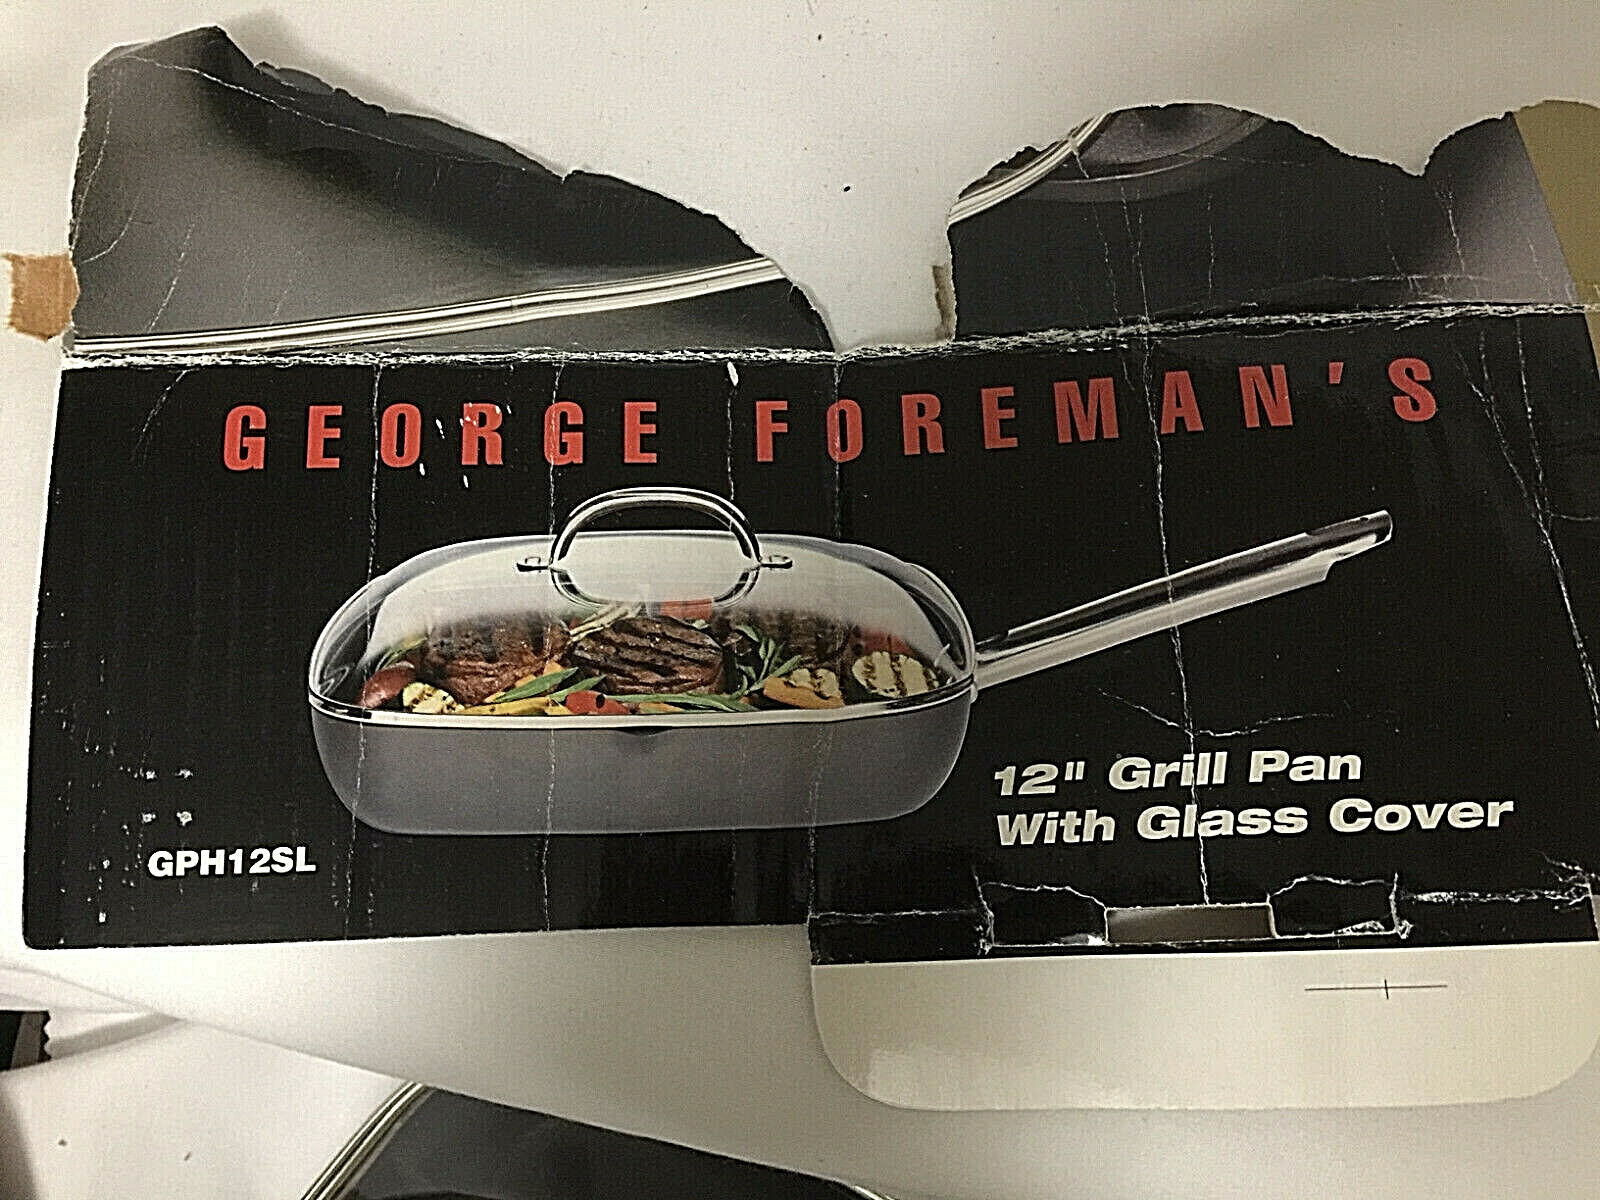 GEORGE FOREMAN'S
12" Grill Pan
With Glass Cover
GPH12SL